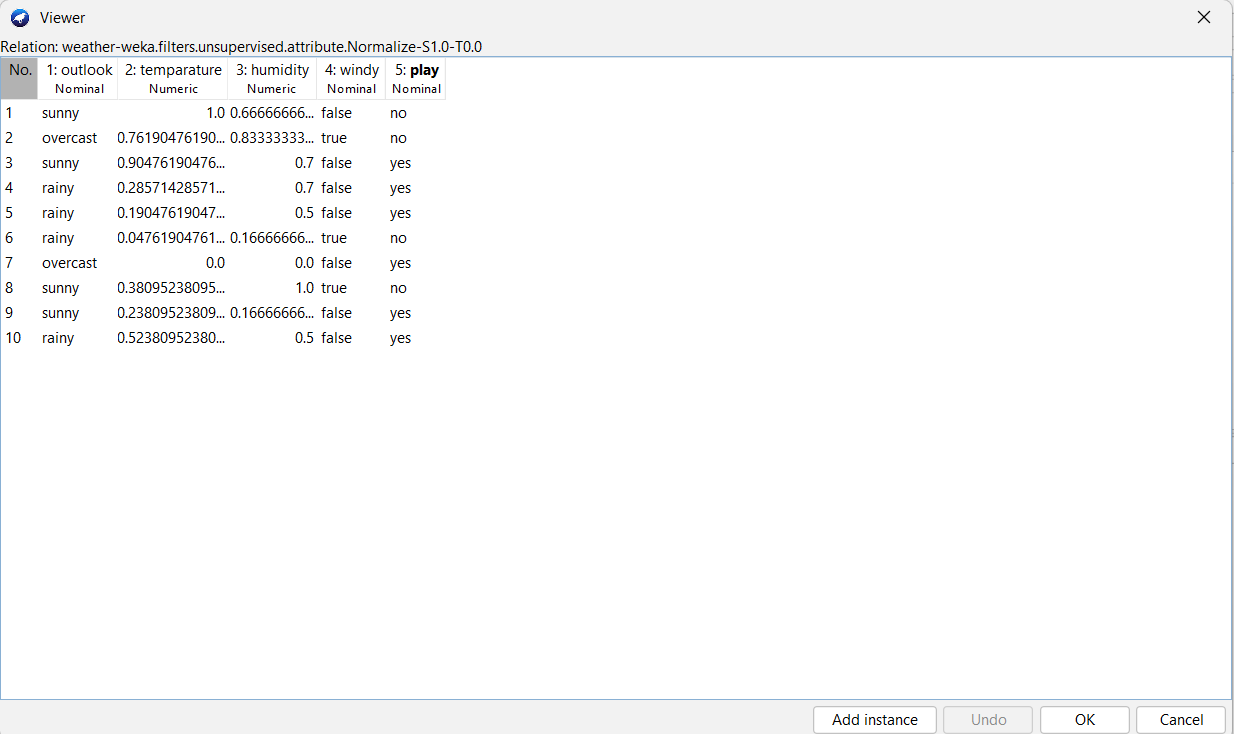 Viewer
Relation: weather-weka.filters.unsupervised.attribute.Normalize-S1.0-T0.0
No. 1: outlook 2: temparature 3: humidity 4: windy 5: play
Nominal Numeric Numeric Nominal Nominal
1 sunny 1.0 0.66666666... false no
2 overcast 0.76190476190... 0.83333333... true no
3 sunny 0.90476190476... 0.7 false yes
4 rainy 0.28571428571... 0.7 false yes
5 rainy 0.19047619047... 0.5 false yes
6 rainy 0.04761904761... 0.16666666... true no
7 overcast 0.0 0.0 false yes
8 sunny 0.38095238095... 1.0 true no
9 sunny 0.23809523809... 0.16666666... false yes
10 rainy 0.52380952380... 0.5 false yes
Add instance Undo OK Cancel